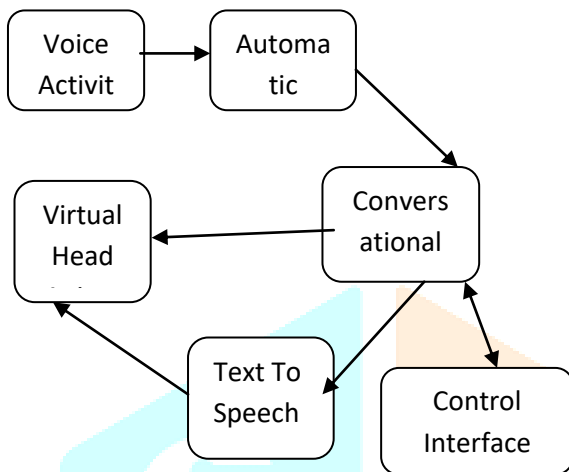 Voice
Activit
Automa
tic
Convers
ational
Virtual
Head
Text To
Speech
Control
Interface